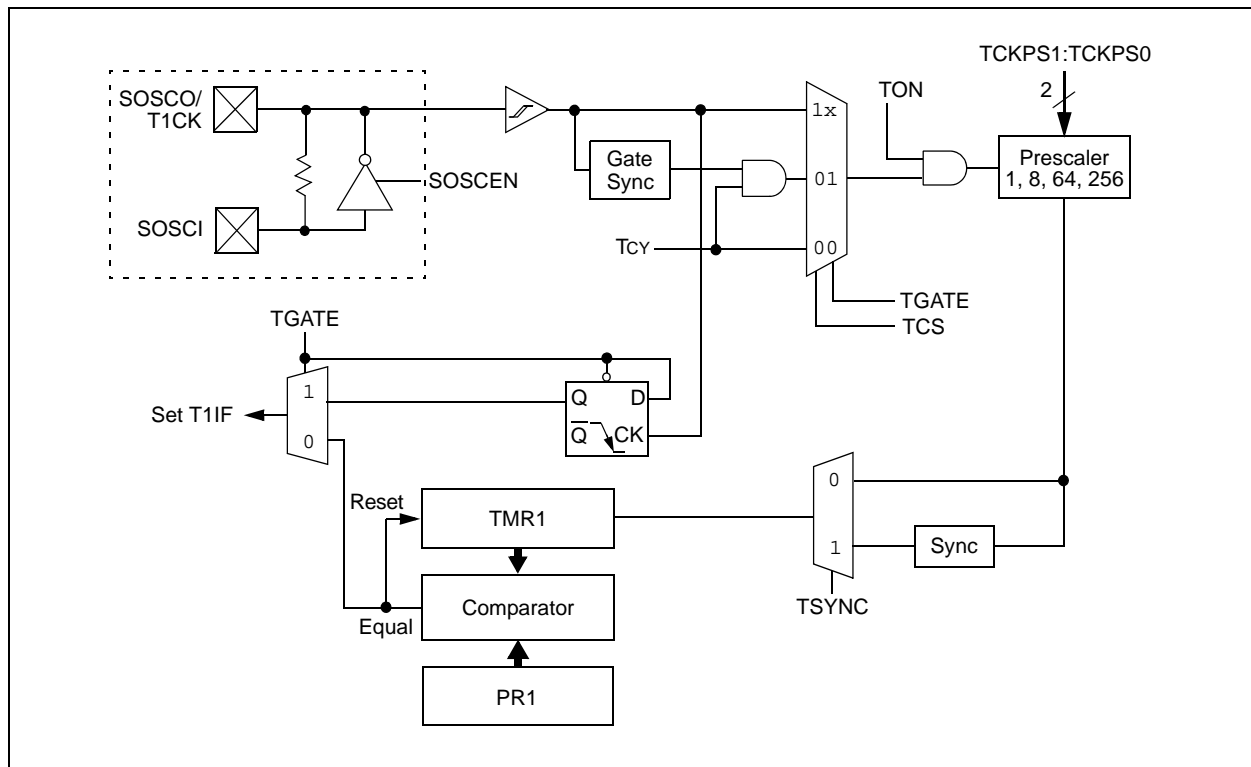 TCKPS1:TCKPS0
2
SOSCO/
T1CK
TON
1x
Prescaler
1, 8, 64, 256
Gate
Sync
SOSCEN
01
SOSCI
TCY
00
TGATE
TCS
TGATE
1
Q
D
Set T1IF
0
Q
CK
Reset
TMR1
0
1
Sync
Comparator
TSYNC
Equal
PR1